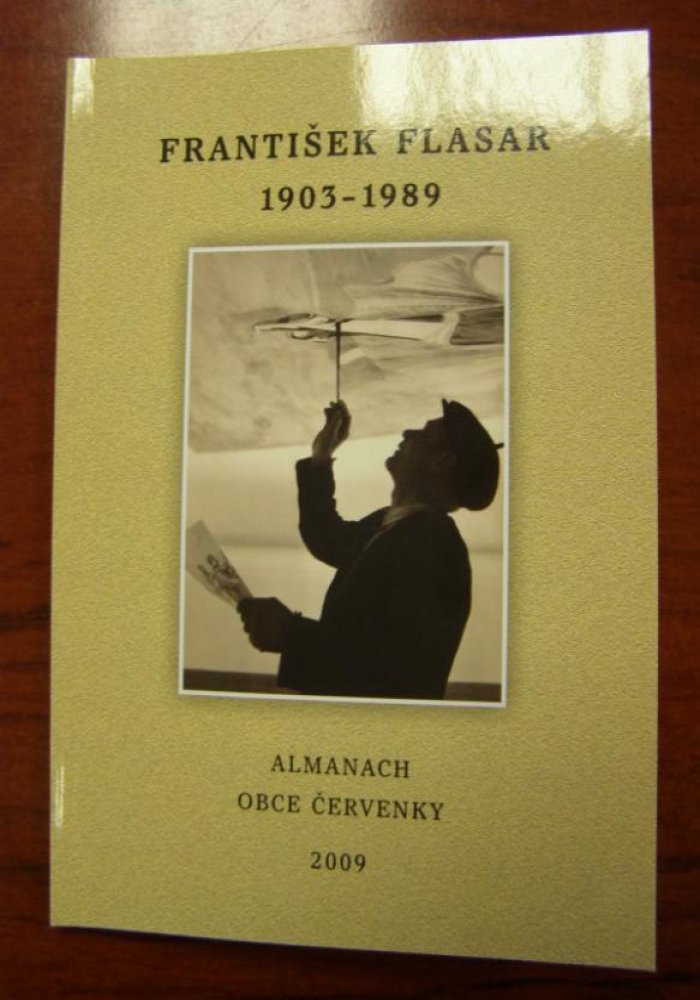 FRANTIŠEK FLASAR
1903–1989
ALMANACH
OBCE ČERVENKY
2009